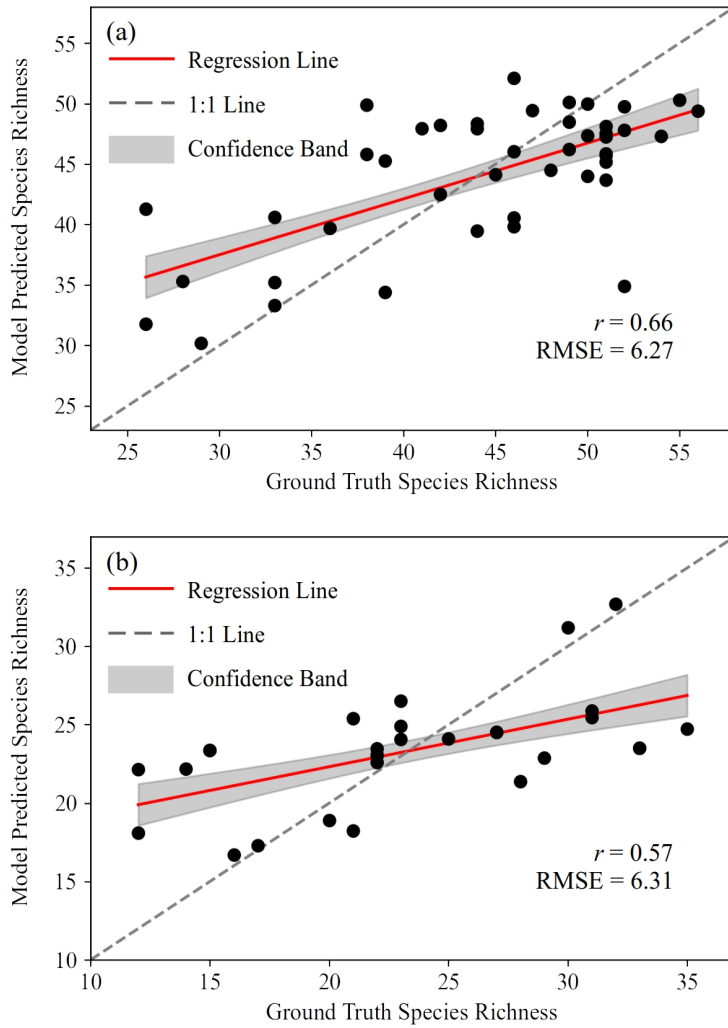 (a)
Regression Line
1:1 Line
Confidence Band
55
50
45
40
35
30
25
Model Predicted Species Richness
r = 0.66
RMSE = 6.27
25 30 35 40 45 50 55
Ground Truth Species Richness
(b)
Regression Line
1:1 Line
Confidence Band
35
30
25
20
15
10
Model Predicted Species Richness
r = 0.57
RMSE = 6.31
10 15 20 25 30 35
Ground Truth Species Richness